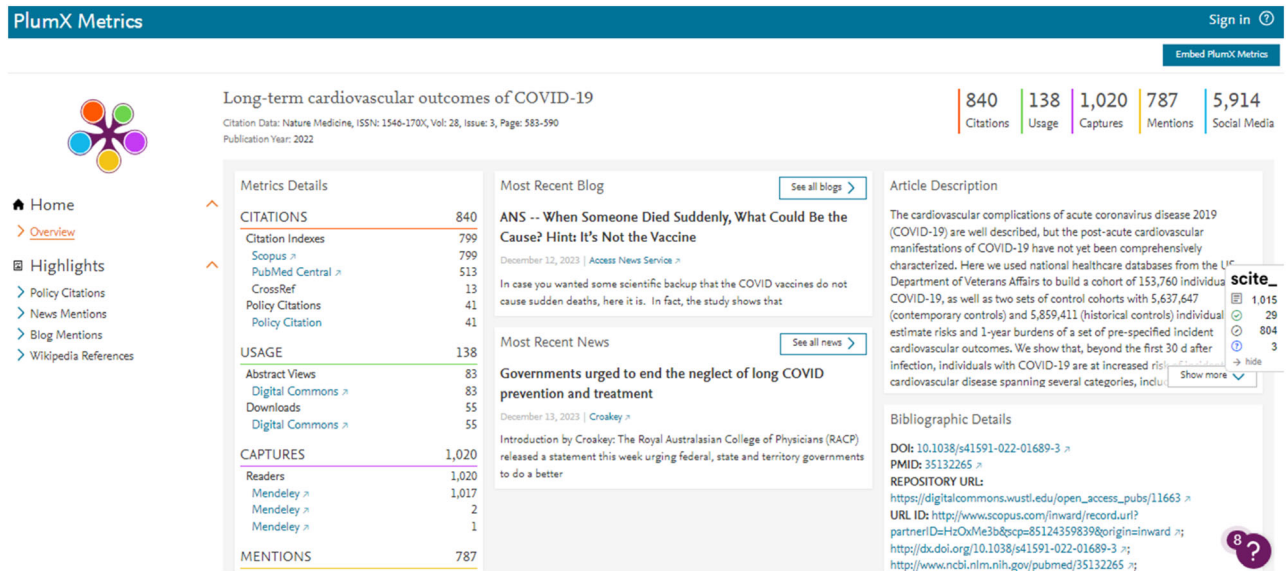 PlumX Metrics
Sign in ?
Embed PlumX Metrics
Long-term cardiovascular outcomes of COVID-19
Citation Data: Nature Medicine, ISSN: 1546-170X, Vol: 28, Issue: 3, Page: 583-590
Publication Year: 2022
840 Citations
138 Usage
1,020 Captures
787 Mentions
5,914 Social Media
Home
Overview
Highlights
Policy Citations
News Mentions
Blog Mentions
Wikipedia References
Metrics Details
CITATIONS 840
Citation Indexes 799
Scopus 799
PubMed Central 513
CrossRef 13
Policy Citations 41
Policy Citation 41
USAGE 138
Abstract Views 83
Digital Commons 83
Downloads 55
Digital Commons 55
CAPTURES 1,020
Readers 1,020
Mendeley 1,017
Mendeley 2
Mendeley 1
MENTIONS 787
Most Recent Blog
See all blogs
ANS -- When Someone Died Suddenly, What Could Be the
Cause? Hint: It's Not the Vaccine
December 12, 2023 | Access News Service
In case you wanted some scientific backup that the COVID vaccines do not
cause sudden deaths, here it is. In fact, the study shows that
Most Recent News
See all news
Governments urged to end the neglect of long COVID
prevention and treatment
December 13, 2023 | Croakey
Introduction by Croakey: The Royal Australasian College of Physicians (RACP)
released a statement this week urging federal, state and territory governments
to do a better
Article Description
The cardiovascular complications of acute coronavirus disease 2019
(COVID-19) are well described, but the post-acute cardiovascular
manifestations of COVID-19 have not yet been comprehensively
characterized. Here we used national healthcare databases from the US
Department of Veterans Affairs to build a cohort of 153,760 individua
COVID-19, as well as two sets of control cohorts with 5,637,647
(contemporary controls) and 5,859,411 (historical controls) individual
estimate risks and 1-year burdens of a set of pre-specified incident
cardiovascular outcomes. We show that, beyond the first 30 d after
infection, individuals with COVID-19 are at increased
cardiovascular disease spanning several categories,
Show more
scite_
1,015
29
804
3
hide
Bibliographic Details
DOI: 10.1038/s41591-022-01689-3
PMID: 35132265
REPOSITORY URL:
https://digitalcommons.wustl.edu/open_access_pubs/11663
URL ID: http://www.scopus.com/inward/record.url?
partnerID=HzOxMe3b&scp=85124359839&origin=inward ;
http://dx.doi.org/10.1038/s41591-022-01689-3 ;
http://www.ncbi.nlm.nih.gov/pubmed/35132265 ;
8
?